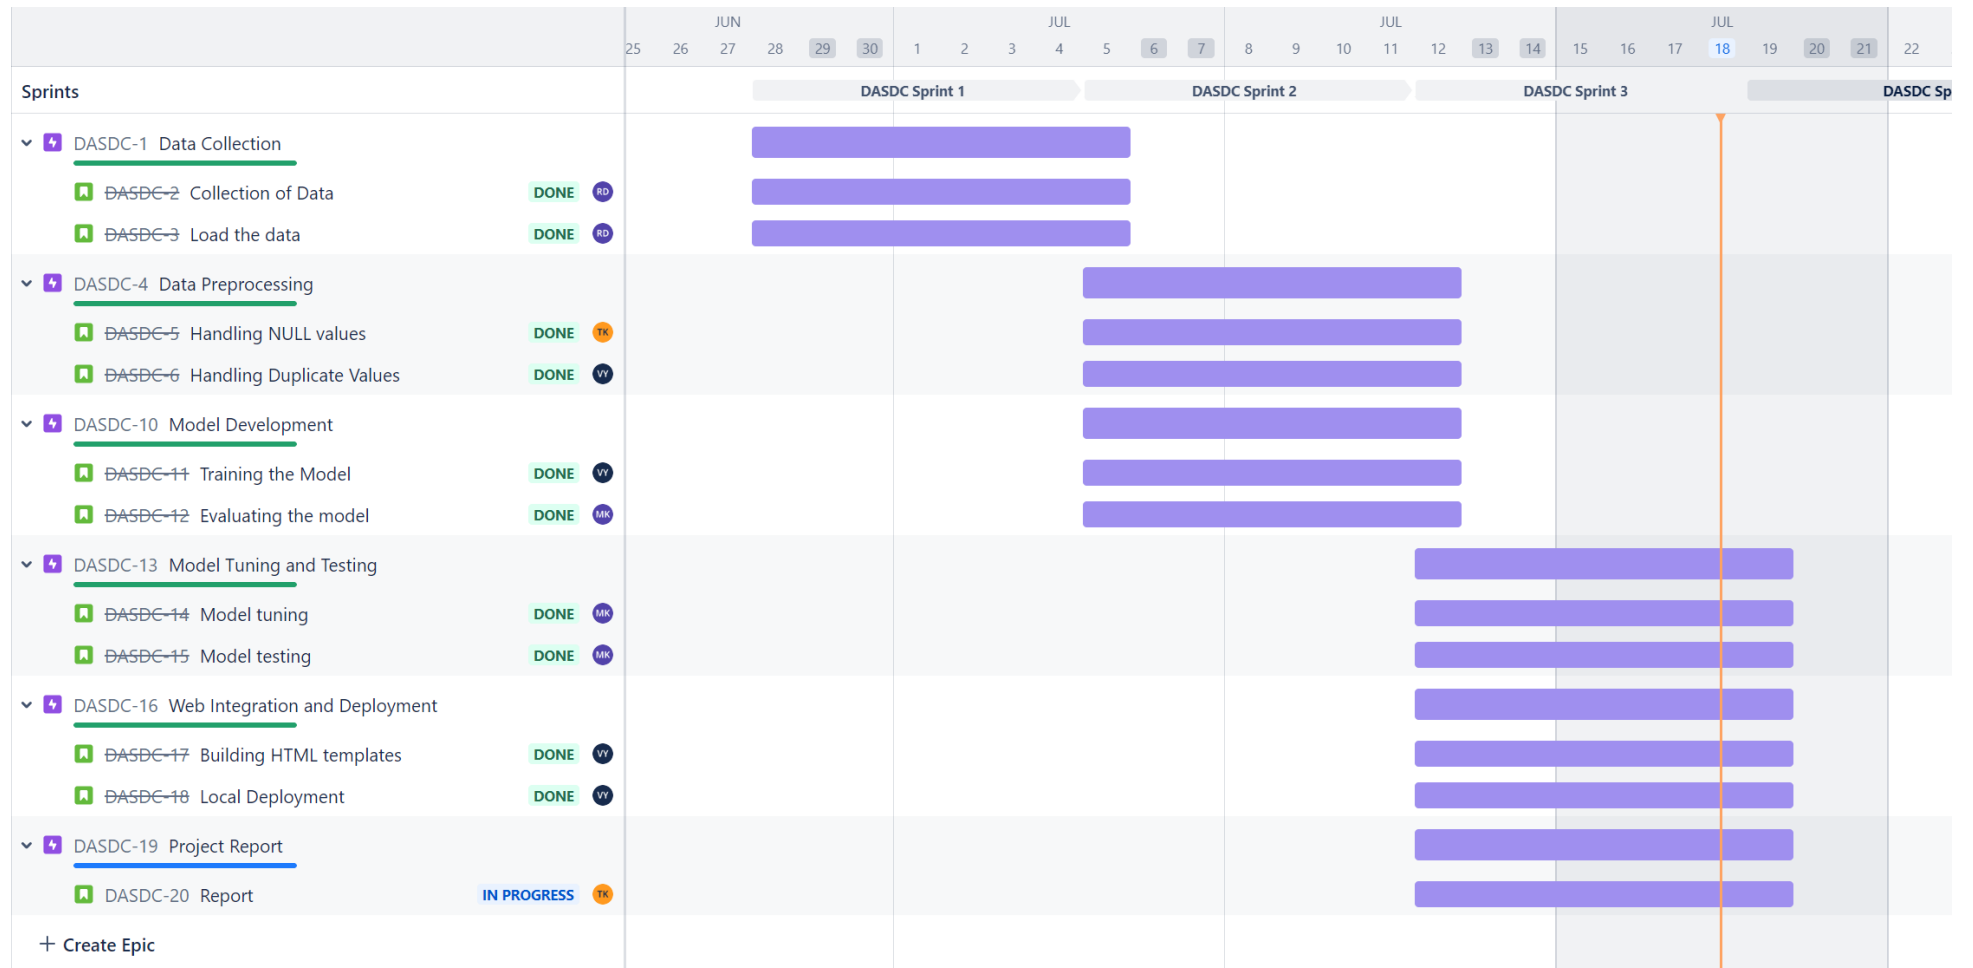 JUN JUL JUL JUL
25 26 27 28 29 30 1 2 3 4 5 6 7 8 9 10 11 12 13 14 15 16 17 18 19 20 21 22
Sprints DASDC Sprint 1 DASDC Sprint 2 DASDC Sprint 3 DASDC Sp
DASDC-1 Data Collection
DASDC-2 Collection of Data DONE RD
DASDC-3 Load the data DONE RD
DASDC-4 Data Preprocessing
DASDC-5 Handling NULL values DONE TK
DASDC-6 Handling Duplicate Values DONE VY
DASDC-10 Model Development
DASDC-11 Training the Model DONE VY
DASDC-12 Evaluating the model DONE MK
DASDC-13 Model Tuning and Testing
DASDC-14 Model tuning DONE MK
DASDC-15 Model testing DONE MK
DASDC-16 Web Integration and Deployment
DASDC-17 Building HTML templates DONE VY
DASDC-18 Local Deployment DONE VY
DASDC-19 Project Report
DASDC-20 Report IN PROGRESS TK
+ Create Epic